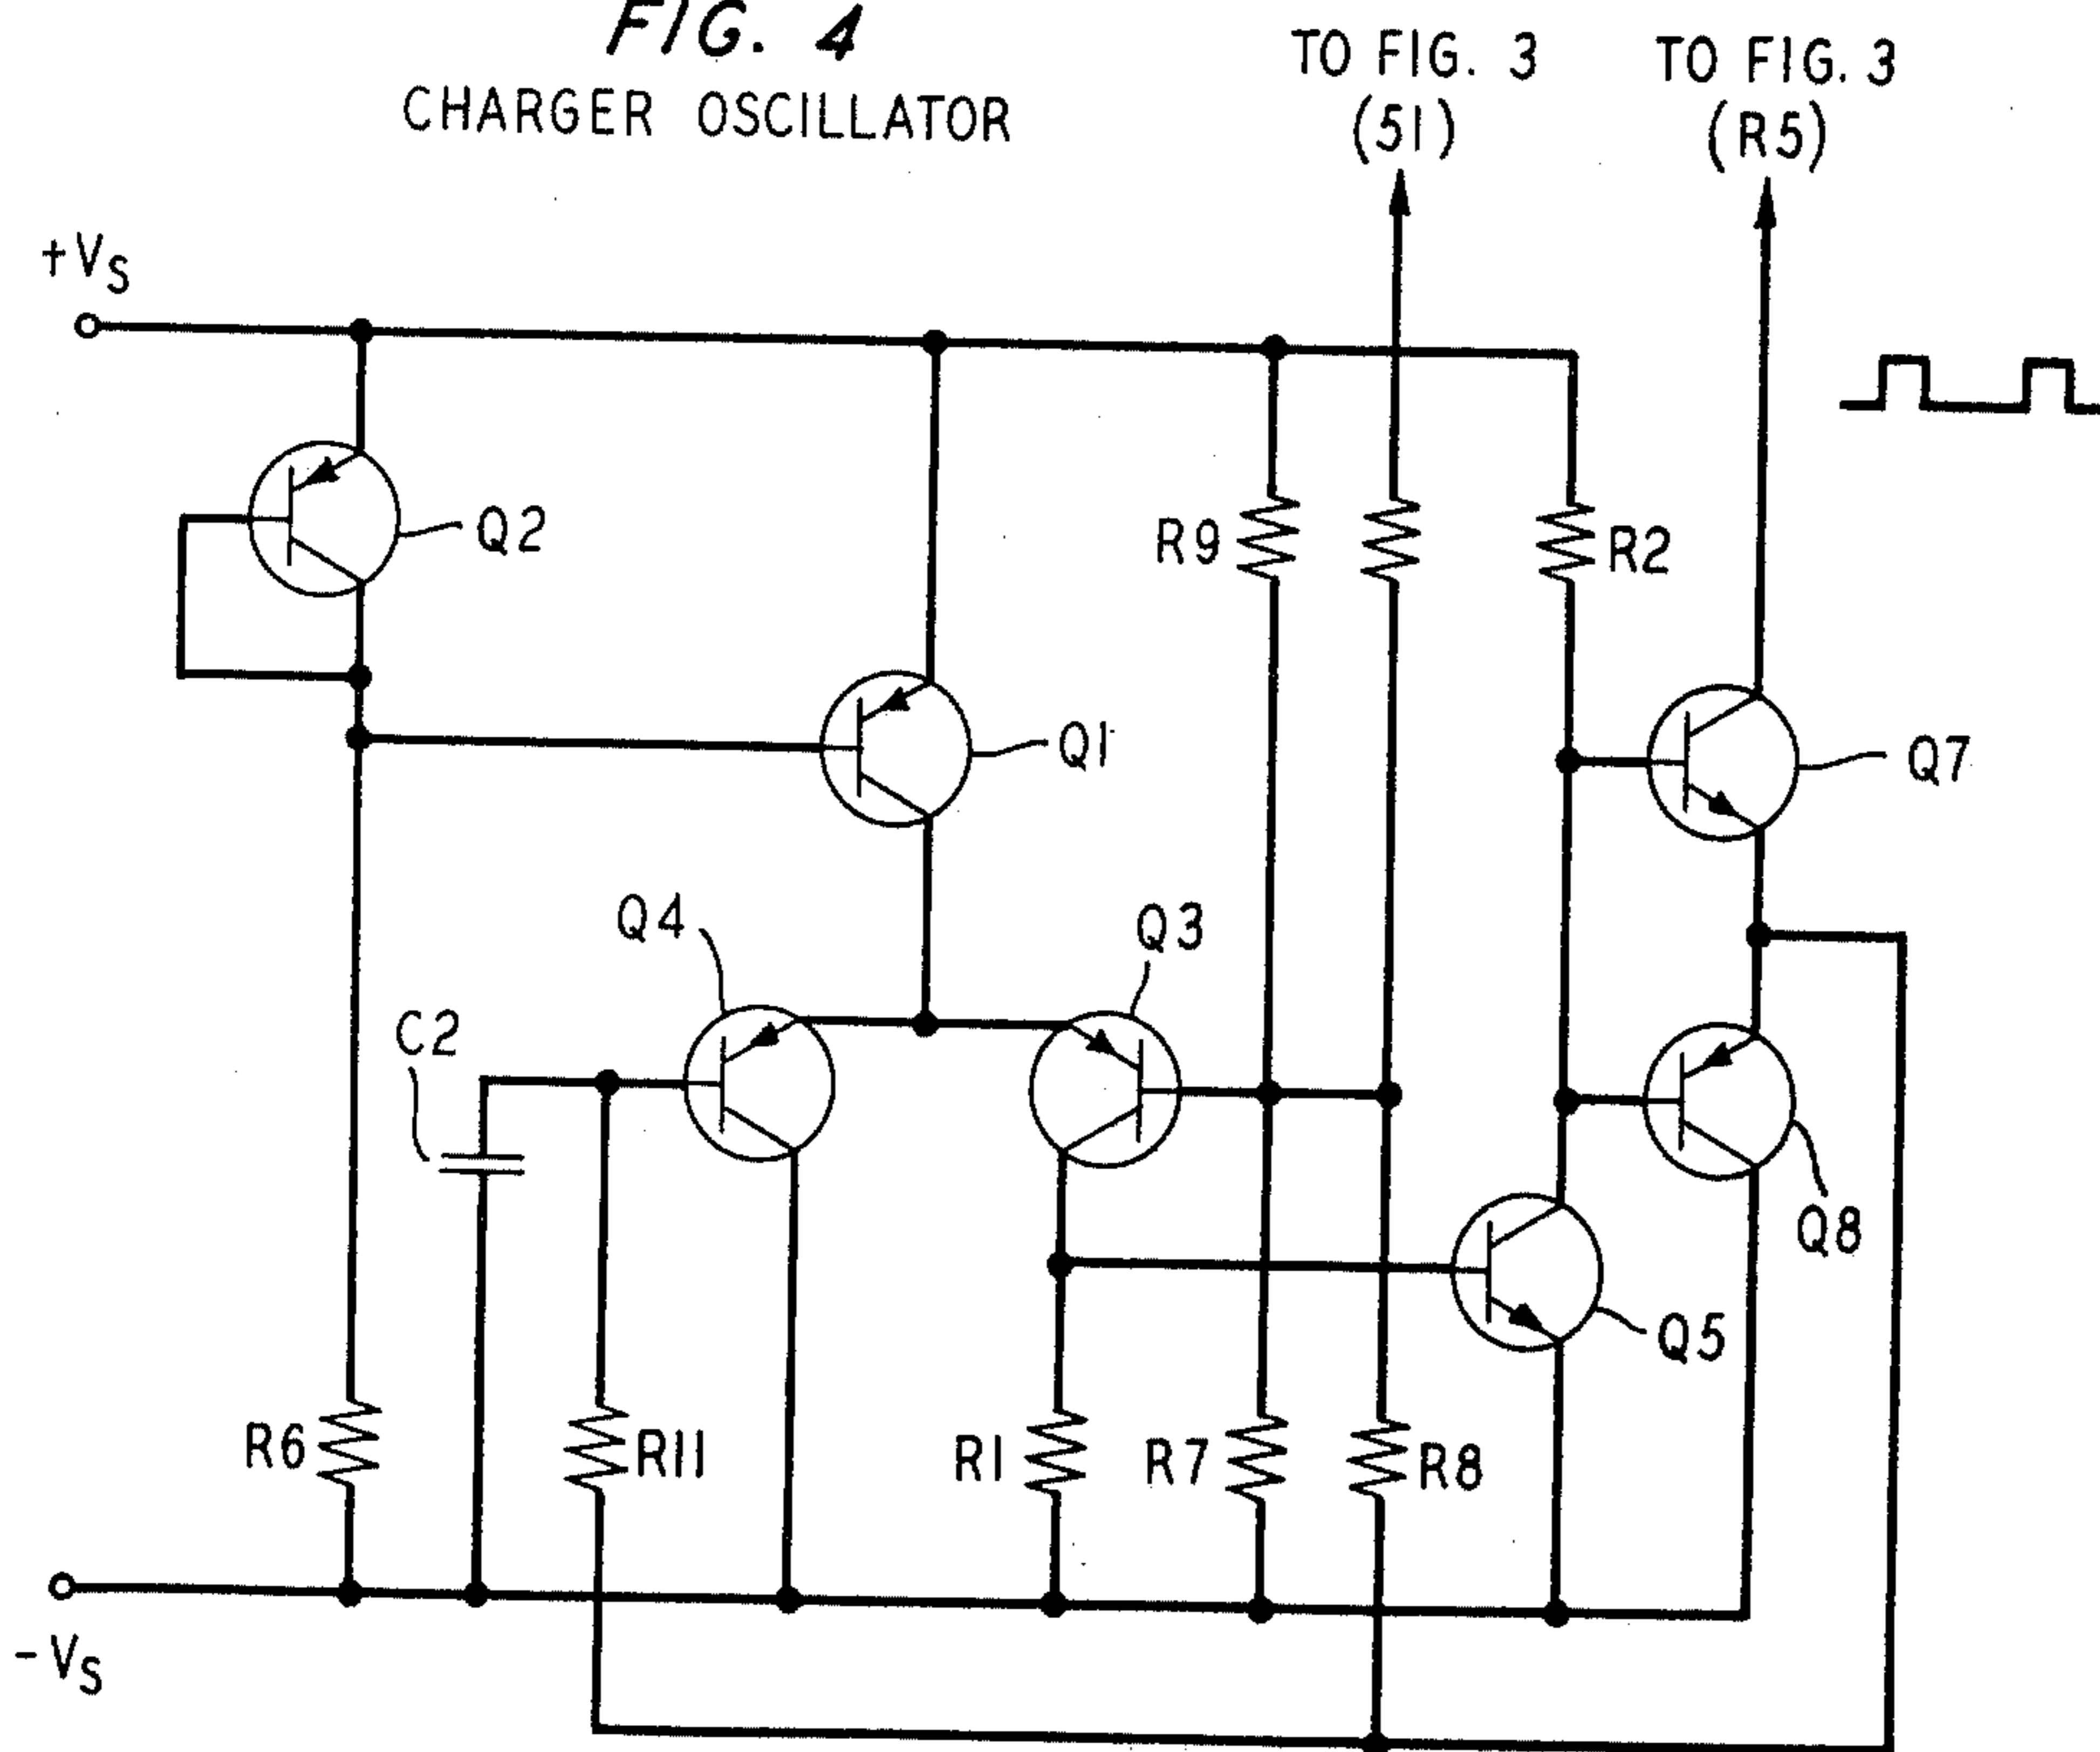 FIG. 4
CHARGER OSCILLATOR
TO FIG. 3
(51)
TO FIG. 3
(R5)
+VS
Q2
R9
R2
Q1
Q7
Q4
Q3
C2
Q8
Q5
R6
R11
R1
R7
R8
-VS